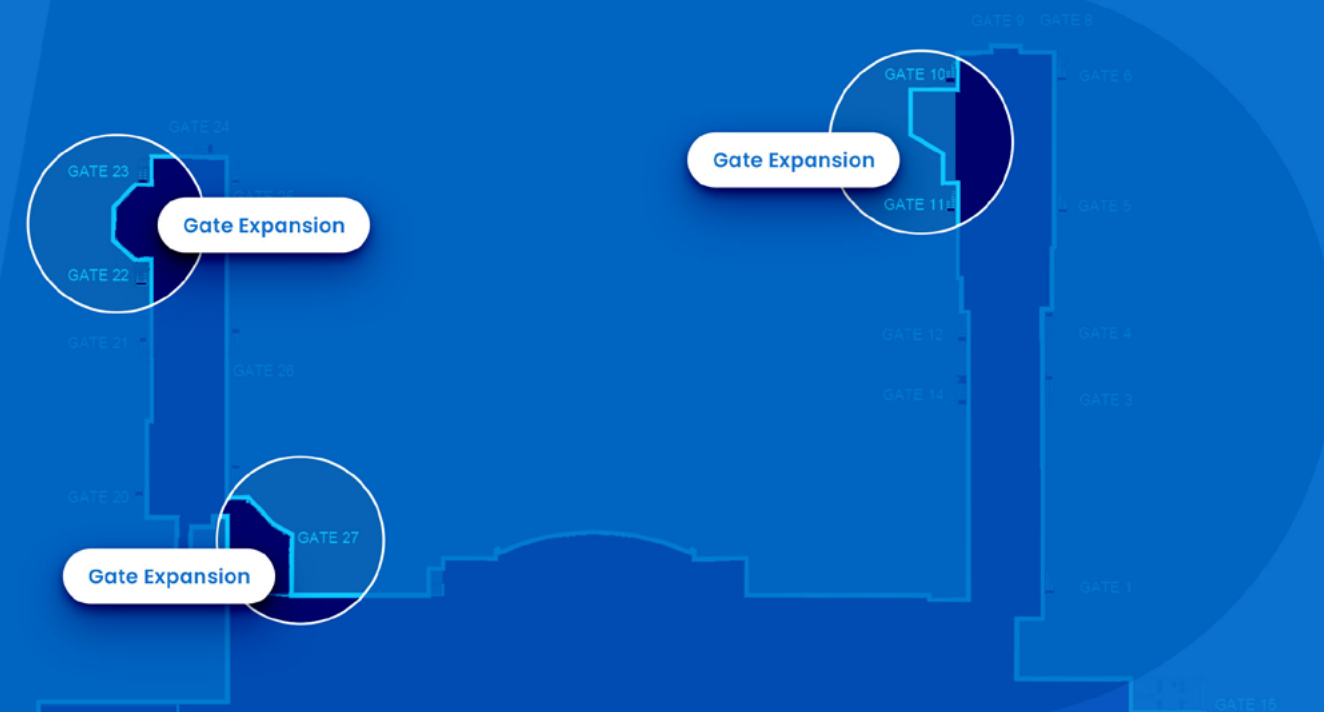 GATE 9 GATE 8
GATE 10
GATE 6
GATE 24
Gate Expansion
GATE 23
GATE 25
GATE 11
GATE 5
Gate Expansion
GATE 22
GATE 12
GATE 4
GATE 21
GATE 26
GATE 14
GATE 3
GATE 20
GATE 27
Gate Expansion
GATE 1
GATE 15